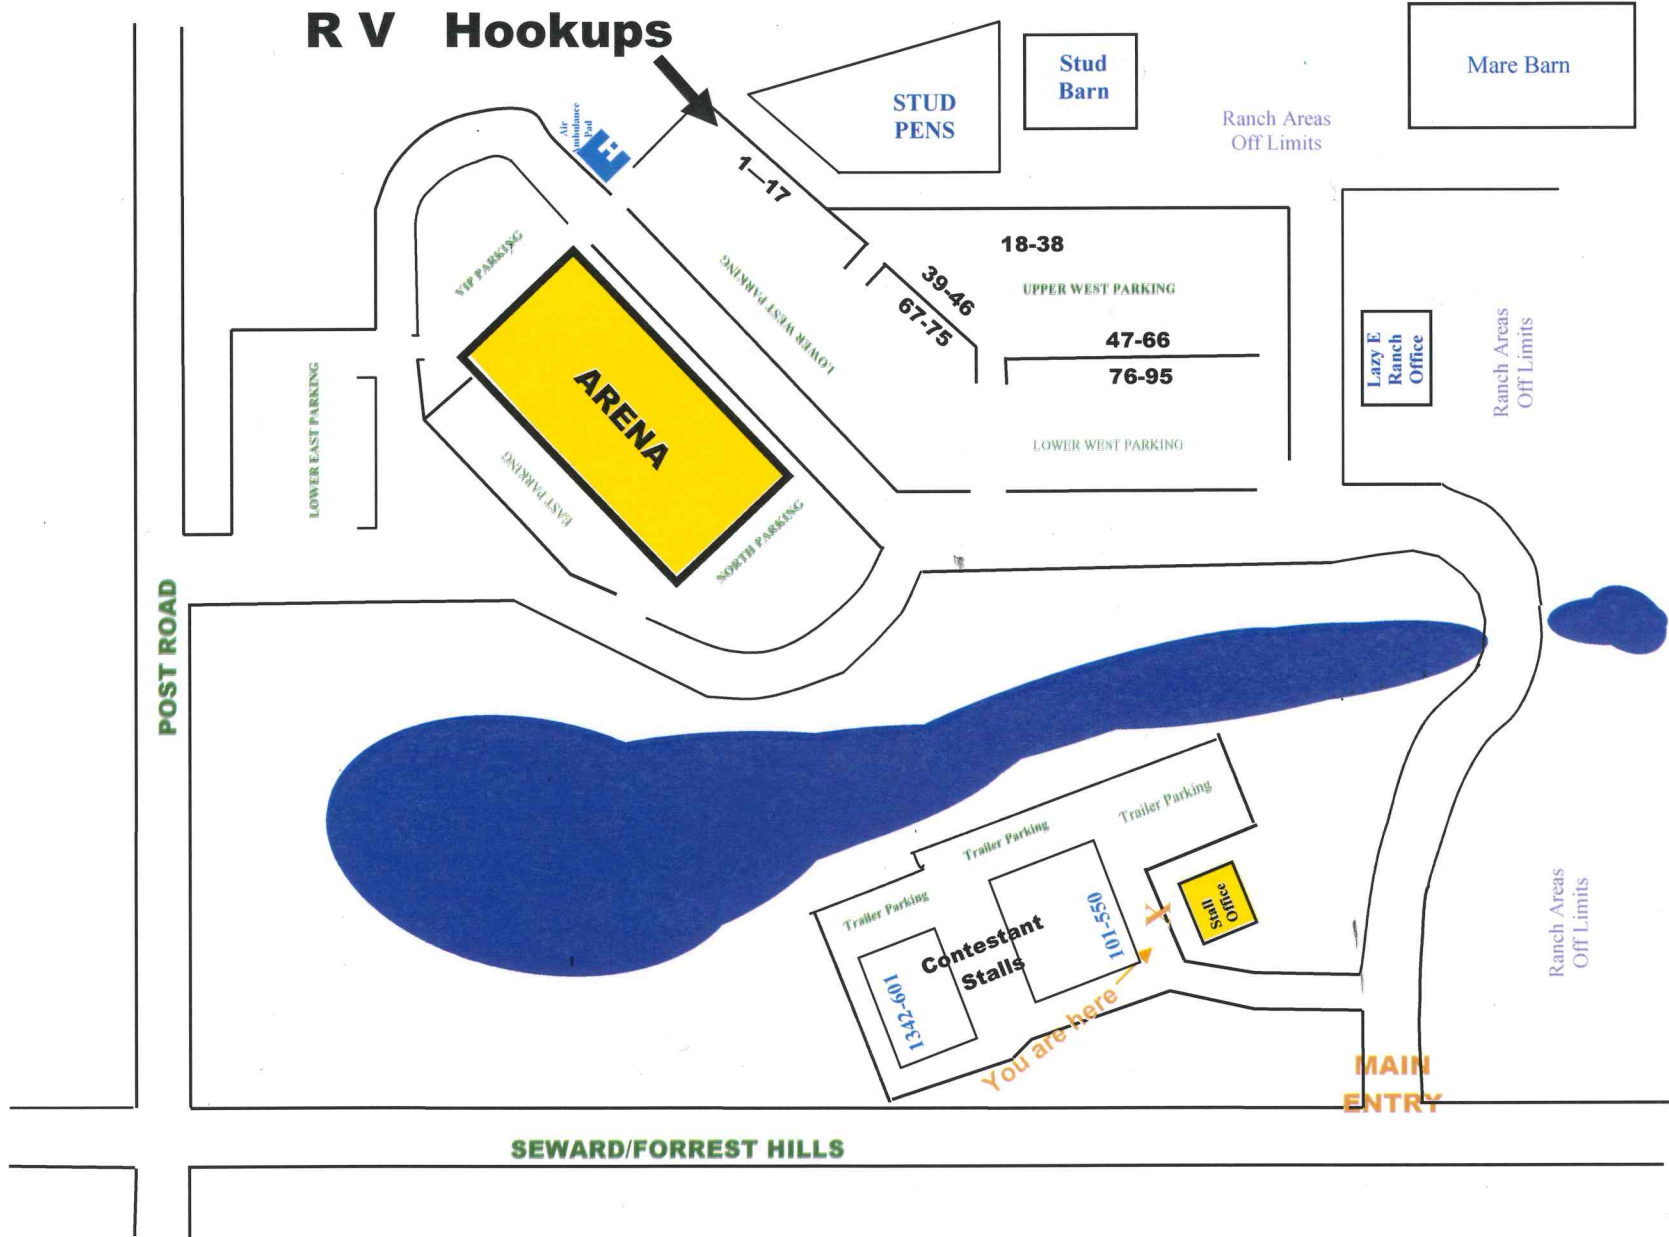 R V Hookups
Air
Ambulance
Pad
H
STUD
PENS
Stud
Barn
Mare Barn
Ranch Areas
Off Limits
1—17
18-38
39-46
67-75
UPPER WEST PARKING
47-66
76-95
LOWER WEST PARKING
LOWER WEST PARKING
VIP PARKING
ARENA
EAST PARKING
NORTH PARKING
LOWER EAST PARKING
Lazy E
Ranch
Office
Ranch Areas
Off Limits
POST ROAD
Trailer Parking
Trailer Parking
Trailer Parking
Stall
Office
X
101-550
Contestant
Stalls
1342-601
You are here
Ranch Areas
Off Limits
MAIN
ENTRY
SEWARD/FORREST HILLS